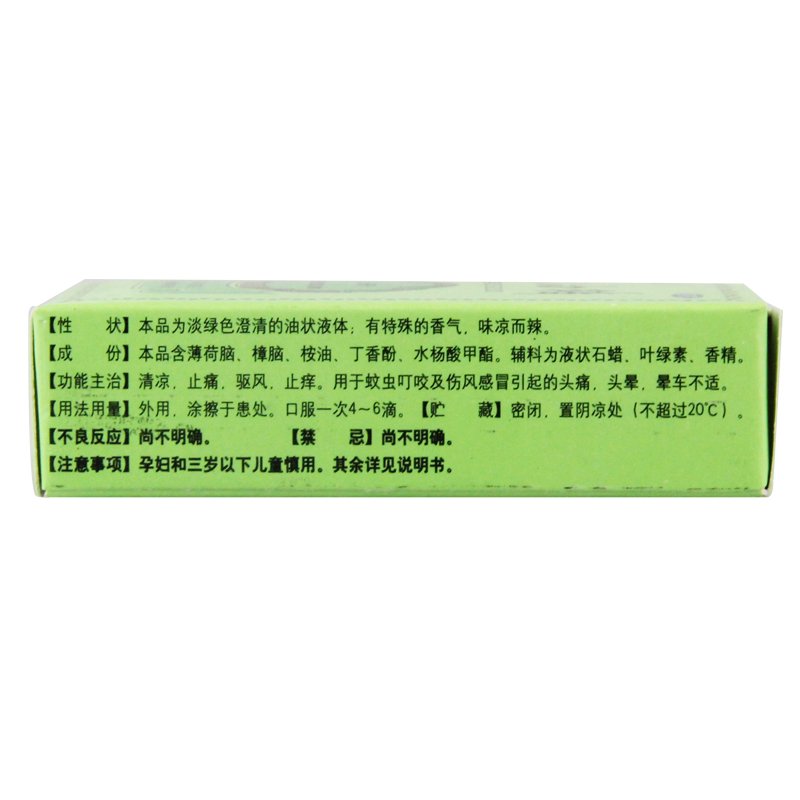 【性 状】本品为淡绿色澄清的油状液体；有特殊的香气，味凉而辣。
【成 份】本品含薄荷脑、樟脑、桉油、丁香酚、水杨酸甲酯。辅料为液状石蜡、叶绿素、香精。
【功能主治】清凉，止痛，驱风，止痒。用于蚊虫叮咬及伤风感冒引起的头痛，头晕，晕车不适。
【用法用量】外用，涂擦于患处。口服一次4～6滴。【贮 藏】密闭，置阴凉处（不超过20℃）。
【不良反应】尚不明确。 【禁 忌】尚不明确。
【注意事项】孕妇和三岁以下儿童慎用。其余详见说明书。